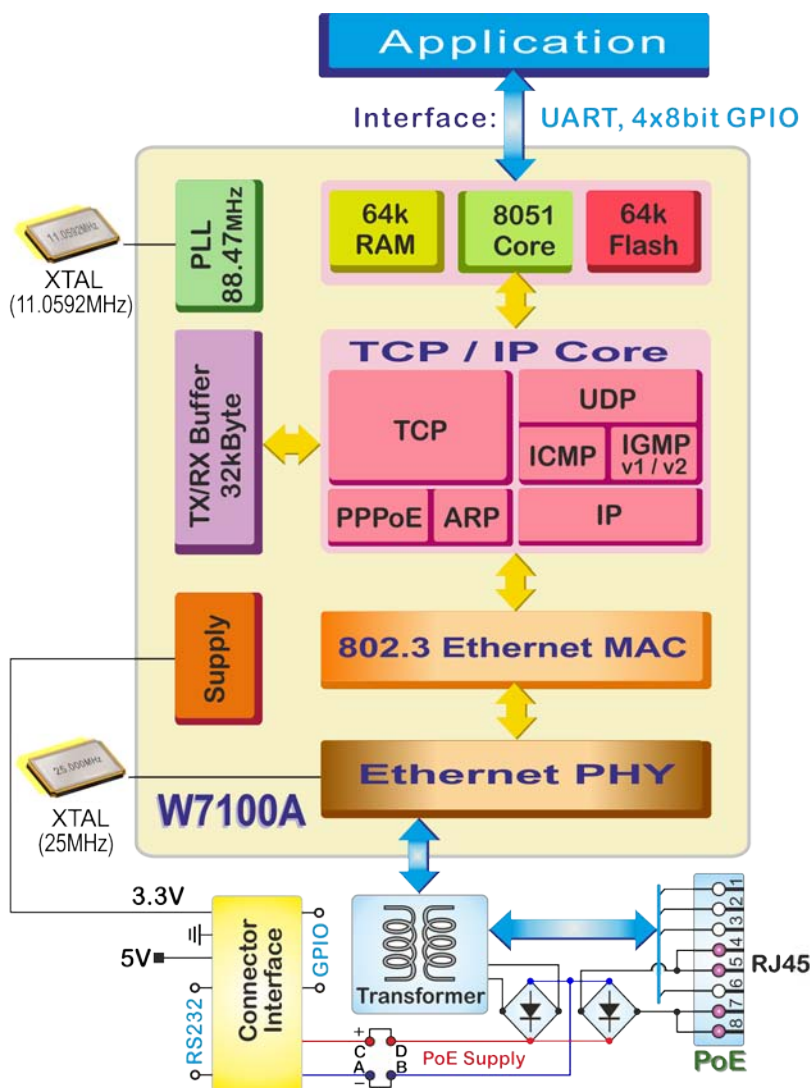 Application
Interface: UART, 4x8bit GPIO
11.0592MHz
XTAL
(11.0592MHz)
PLL
88.47MHz
64k
RAM
8051
Core
64k
Flash
TX/RX Buffer
32kByte
TCP / IP Core
TCP
UDP
ICMP
IGMP
v1 / v2
PPPoE
ARP
IP
Supply
802.3 Ethernet MAC
25.000MHz
XTAL
(25MHz)
Ethernet PHY
W7100A
3.3V
5V
RS232
Connector
Interface
GPIO
Transformer
+
C
A
−
D
B
PoE Supply
1
2
3
4
5
6
7
8
RJ45
PoE